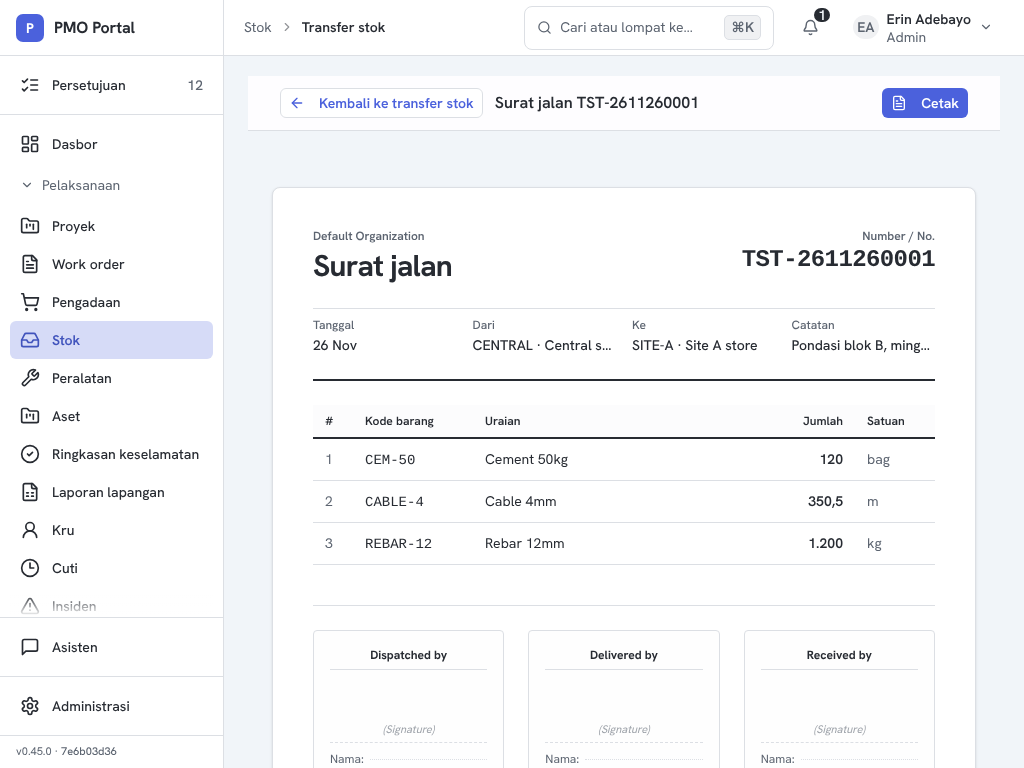 P PMO Portal
Stok > Transfer stok
Cari atau lompat ke... ⌘K
1
EA Erin Adebayo
Admin
Persetujuan 12
Dasbor
Pelaksanaan
Proyek
Work order
Pengadaan
Stok
Peralatan
Aset
Ringkasan keselamatan
Laporan lapangan
Kru
Cuti
Insiden
Asisten
Administrasi
v0.45.0 · 7e6b03d36
Kembali ke transfer stok Surat jalan TST-2611260001 Cetak
Default Organization Number / No.
Surat jalan TST-2611260001
Tanggal Dari Ke Catatan
26 Nov CENTRAL · Central s... SITE-A · Site A store Pondasi blok B, ming...
# Kode barang Uraian Jumlah Satuan
1 CEM-50 Cement 50kg 120 bag
2 CABLE-4 Cable 4mm 350,5 m
3 REBAR-12 Rebar 12mm 1.200 kg
Dispatched by Delivered by Received by
(Signature) (Signature) (Signature)
Nama: Nama: Nama: